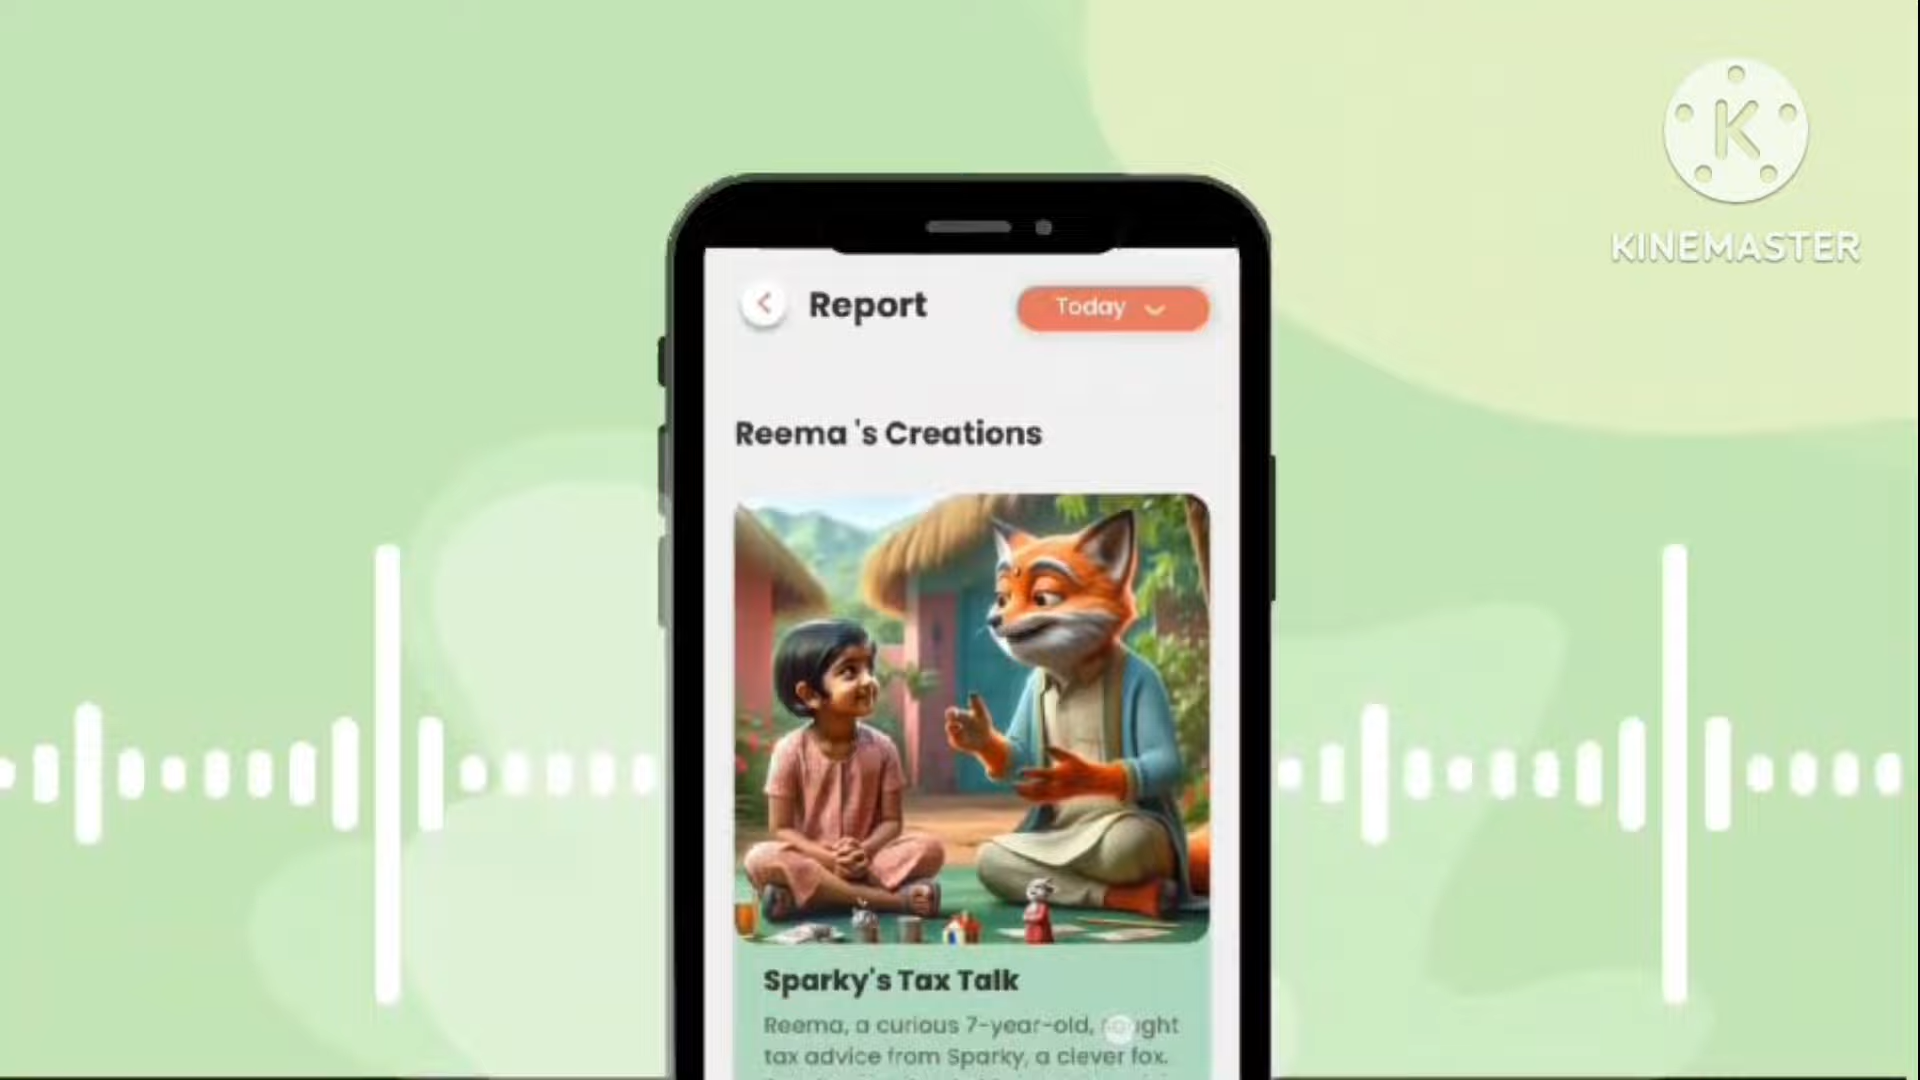 K
KINEMASTER
Report
Today
Reema 's Creations
Sparky's Tax Talk
Reema, a curious 7-year-old, sought
tax advice from Sparky, a clever fox.